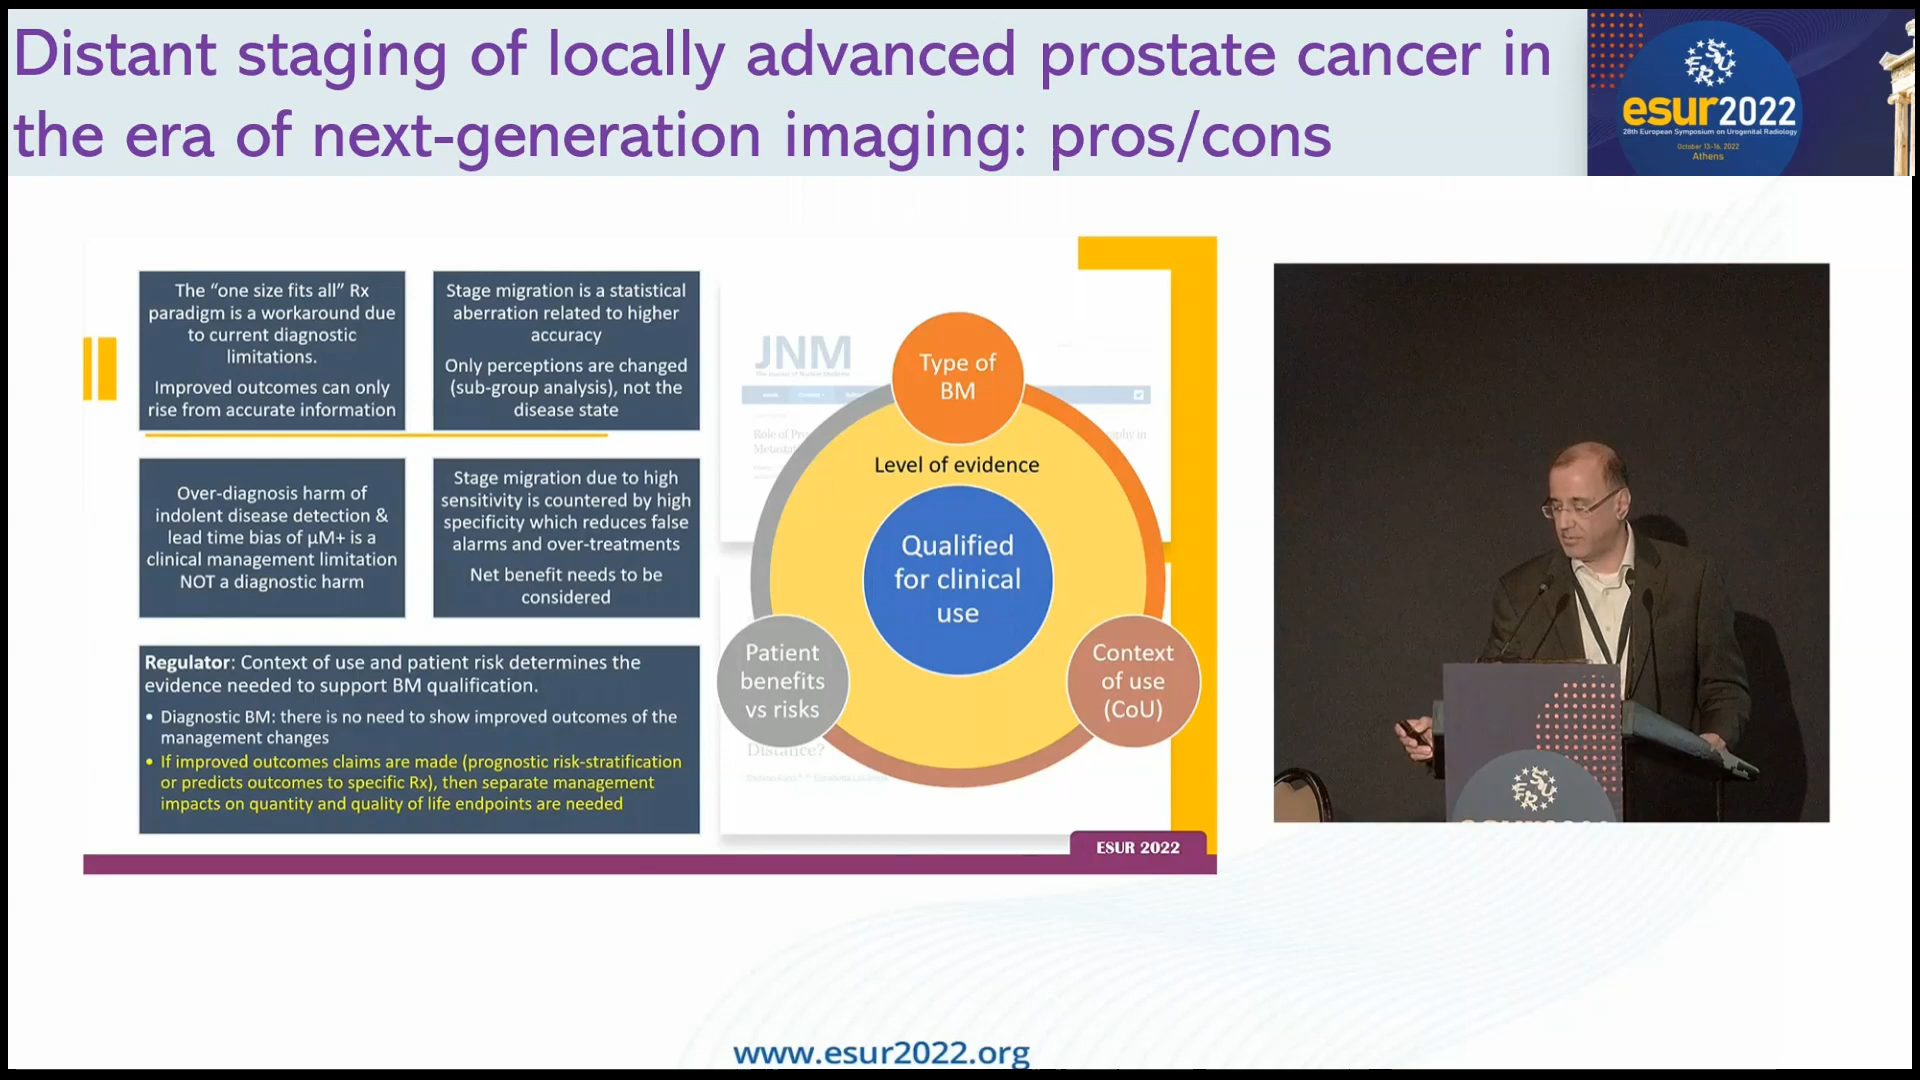 Distant staging of locally advanced prostate cancer in
the era of next-generation imaging: pros/cons
esur2022
28th European Symposium on Urogenital Radiology
October 13-16, 2022
Athens
The “one size fits all” Rx
paradigm is a workaround due
to current diagnostic
limitations.
Improved outcomes can only
rise from accurate information
Stage migration is a statistical
aberration related to higher
accuracy
Only perceptions are changed
(sub-group analysis), not the
disease state
Over-diagnosis harm of
indolent disease detection &
lead time bias of µM+ is a
clinical management limitation
NOT a diagnostic harm
Stage migration due to high
sensitivity is countered by high
specificity which reduces false
alarms and over-treatments
Net benefit needs to be
considered
Regulator: Context of use and patient risk determines the
evidence needed to support BM qualification.
• Diagnostic BM: there is no need to show improved outcomes of the
management changes
• If improved outcomes claims are made (prognostic risk-stratification
or predicts outcomes to specific Rx), then separate management
impacts on quantity and quality of life endpoints are needed
JNM
Role of
Type of
BM
Level of evidence
Qualified
for clinical
use
Patient
benefits
vs risks
Context
of use
(CoU)
Distance?
ESUR 2022
www.esur2022.org